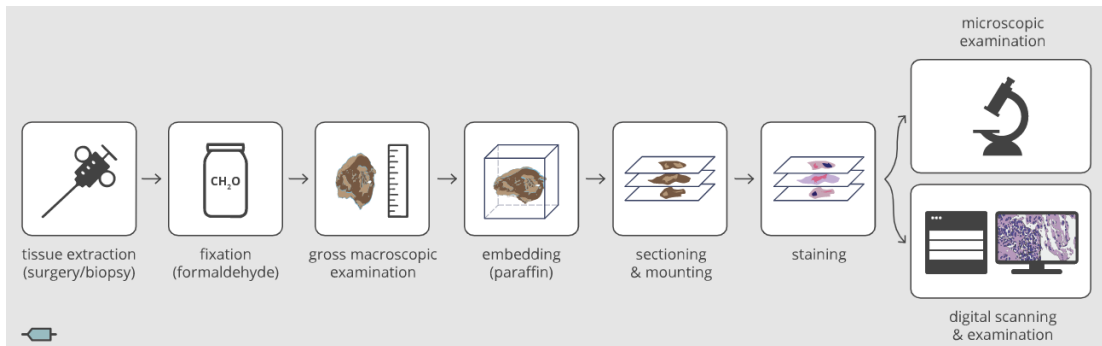 microscopic
examination
CH₂O
tissue extraction
(surgery/biopsy)
fixation
(formaldehyde)
gross macroscopic
examination
embedding
(paraffin)
sectioning
& mounting
staining
digital scanning
& examination